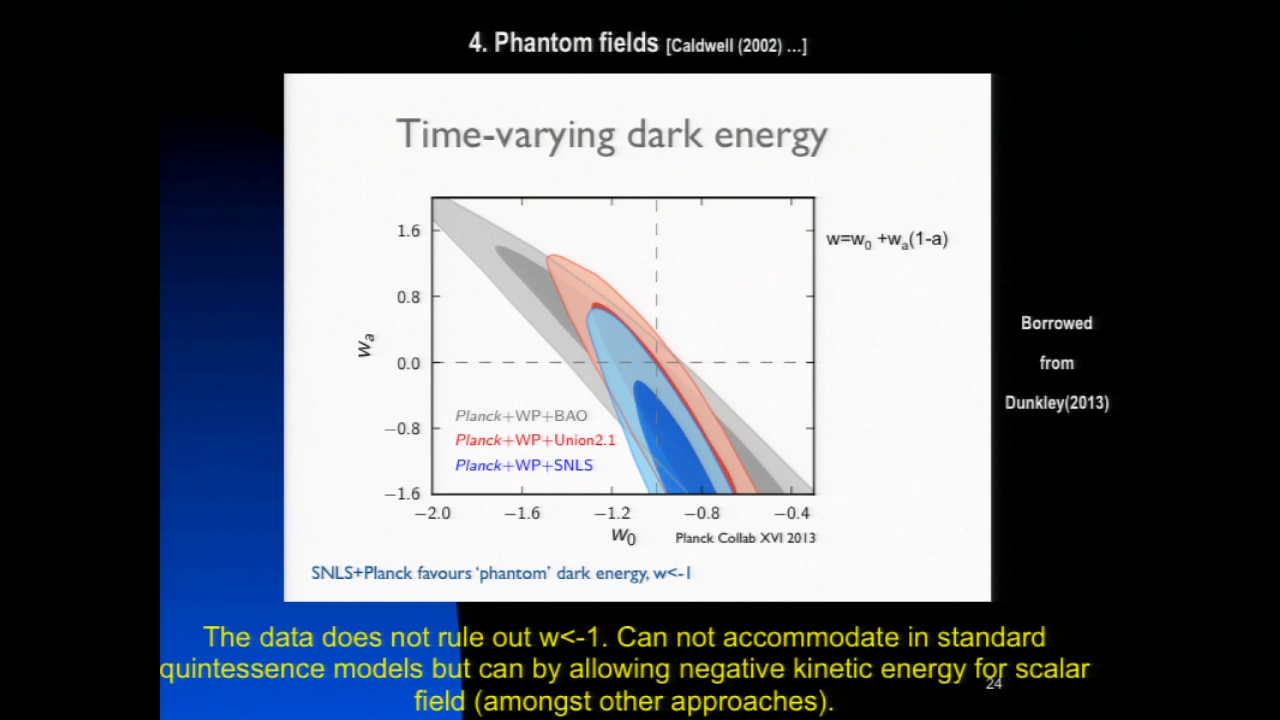 4. Phantom fields [Caldwell (2002) ...]
Time-varying dark energy
w=w₀ +wₐ(1-a)
1.6
0.8
0.0
−0.8
−1.6
wₐ
Planck+WP+BAO
Planck+WP+Union2.1
Planck+WP+SNLS
−2.0 −1.6 −1.2 −0.8 −0.4
w₀
Planck Collab XVI 2013
SNLS+Planck favours ‘phantom’ dark energy, w<-1
Borrowed
from
Dunkley(2013)
The data does not rule out w<-1. Can not accommodate in standard
quintessence models but can by allowing negative kinetic energy for scalar
field (amongst other approaches).
24